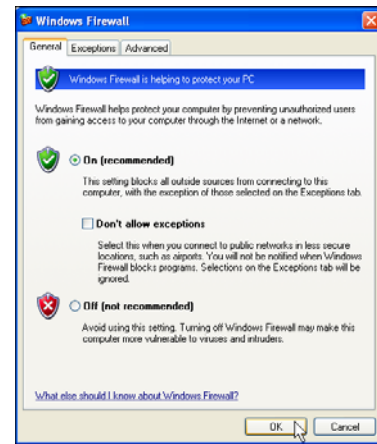 Windows Firewall
General Exceptions Advanced
Windows Firewall is helping to protect your PC
Windows Firewall helps protect your computer by preventing unauthorized users
from gaining access to your computer through the Internet or a network.
On (recommended)
This setting blocks all outside sources from connecting to this
computer, with the exception of those selected on the Exceptions tab.
Don't allow exceptions
Select this when you connect to public networks in less secure
locations, such as airports. You will not be notified when Windows
Firewall blocks programs. Selections on the Exceptions tab will be
ignored.
Off (not recommended)
Avoid using this setting. Turning off Windows Firewall may make this
computer more vulnerable to viruses and intruders.
What else should I know about Windows Firewall?
OK Cancel